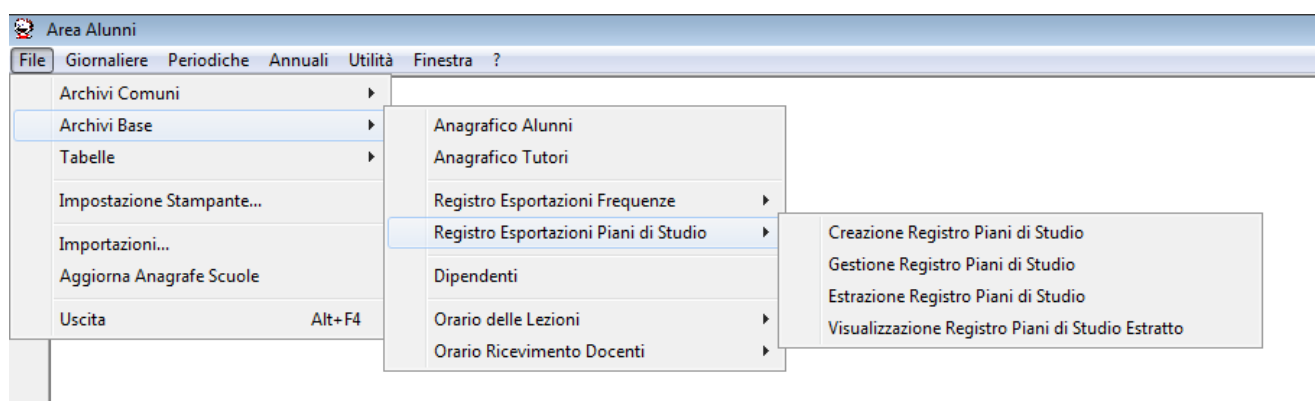 Area Alunni
File Giornaliere Periodiche Annuali Utilità Finestra ?
Archivi Comuni
Archivi Base
Tabelle
Impostazione Stampante...
Importazioni...
Aggiorna Anagrafe Scuole
Uscita Alt+F4
Anagrafico Alunni
Anagrafico Tutori
Registro Esportazioni Frequenze
Registro Esportazioni Piani di Studio
Dipendenti
Orario delle Lezioni
Orario Ricevimento Docenti
Creazione Registro Piani di Studio
Gestione Registro Piani di Studio
Estrazione Registro Piani di Studio
Visualizzazione Registro Piani di Studio Estratto